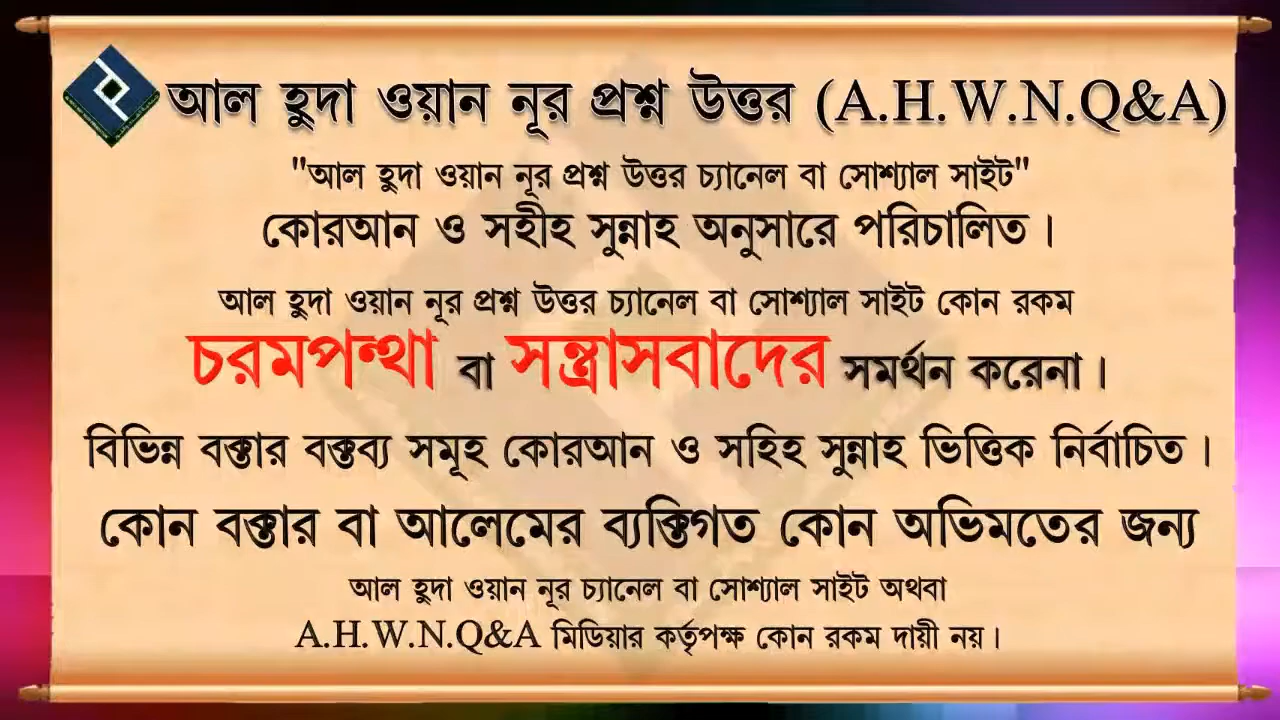 আল হুদা ওয়ান নূর প্রশ্ন উত্তর (A.H.W.N.Q&A)
"আল হুদা ওয়ান নূর প্রশ্ন উত্তর চ্যানেল বা সোশ্যাল সাইট"
কোরআন ও সহীহ সুন্নাহ অনুসারে পরিচালিত।
আল হুদা ওয়ান নূর প্রশ্ন উত্তর চ্যানেল বা সোশ্যাল সাইট কোন রকম
চরমপন্থা বা সন্ত্রাসবাদের সমর্থন করেনা।
বিভিন্ন বক্তার বক্তব্য সমূহ কোরআন ও সহিহ সুন্নাহ ভিত্তিক নির্বাচিত।
কোন বক্তার বা আলেমের ব্যক্তিগত কোন অভিমতের জন্য
আল হুদা ওয়ান নূর চ্যানেল বা সোশ্যাল সাইট অথবা
A.H.W.N.Q&A মিডিয়ার কর্তৃপক্ষ কোন রকম দায়ী নয়।